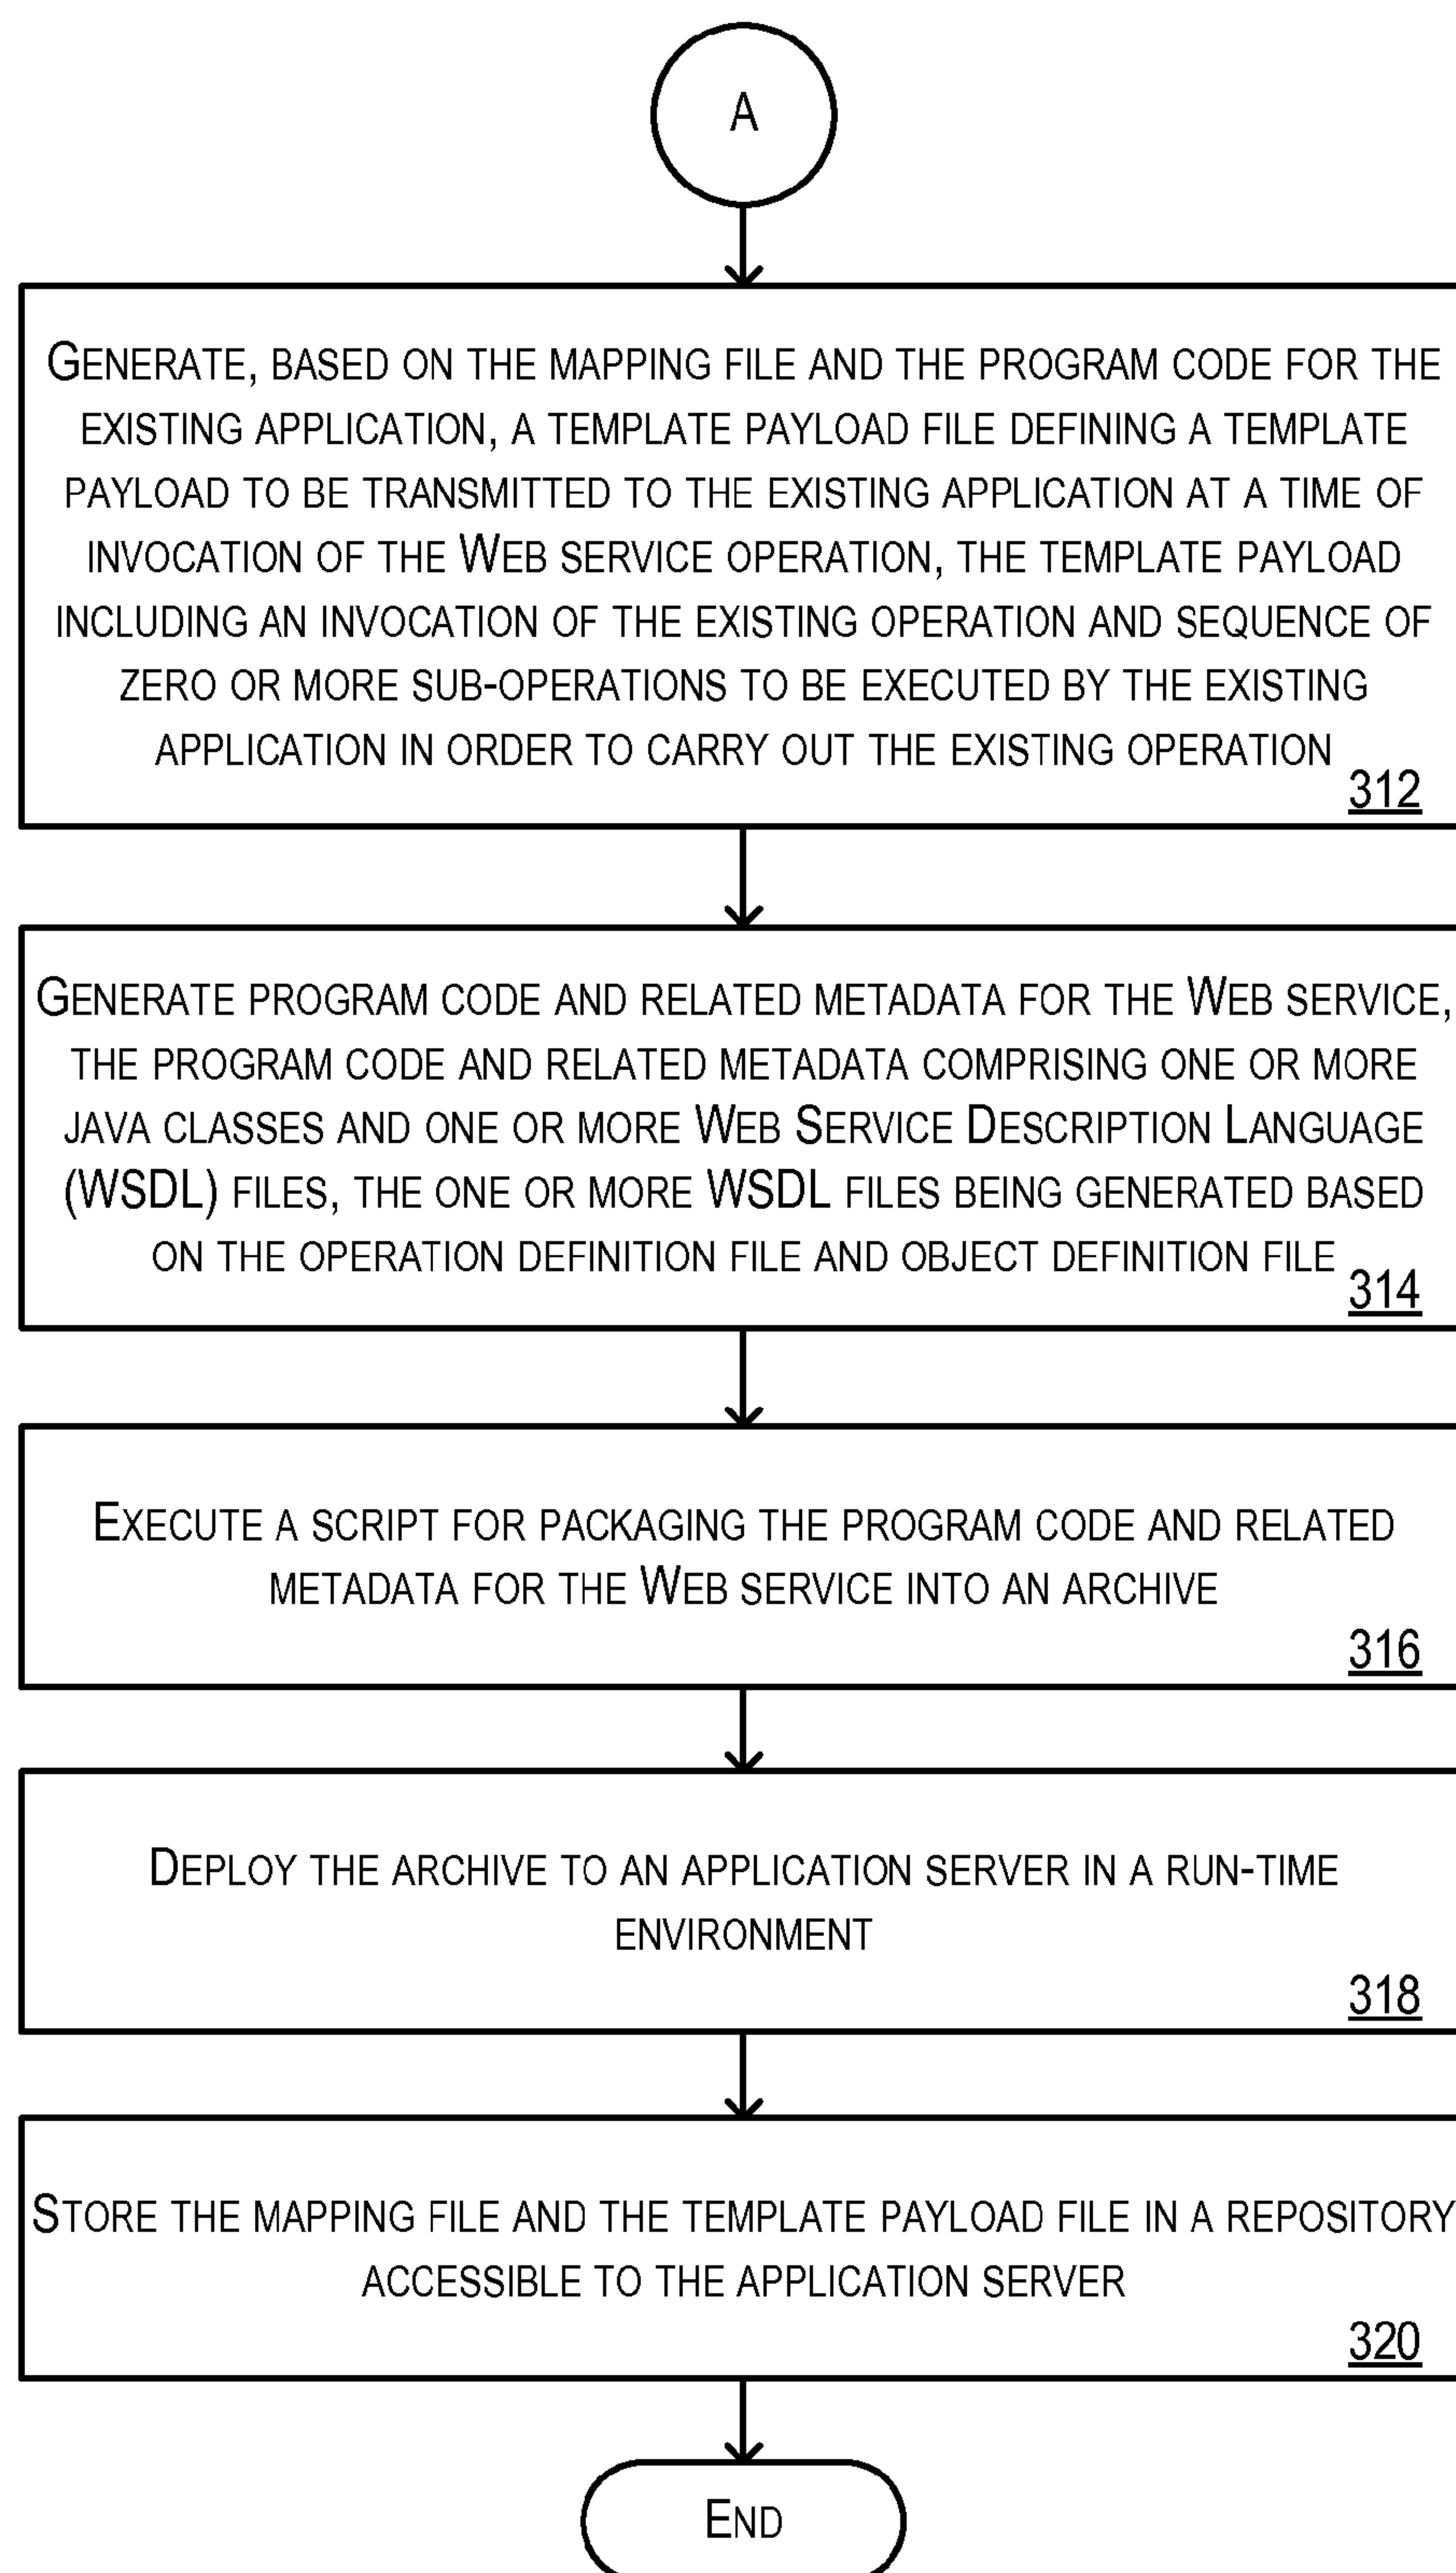 A
GENERATE, BASED ON THE MAPPING FILE AND THE PROGRAM CODE FOR THE
EXISTING APPLICATION, A TEMPLATE PAYLOAD FILE DEFINING A TEMPLATE
PAYLOAD TO BE TRANSMITTED TO THE EXISTING APPLICATION AT A TIME OF
INVOCATION OF THE WEB SERVICE OPERATION, THE TEMPLATE PAYLOAD
INCLUDING AN INVOCATION OF THE EXISTING OPERATION AND SEQUENCE OF
ZERO OR MORE SUB-OPERATIONS TO BE EXECUTED BY THE EXISTING
APPLICATION IN ORDER TO CARRY OUT THE EXISTING OPERATION
312
GENERATE PROGRAM CODE AND RELATED METADATA FOR THE WEB SERVICE,
THE PROGRAM CODE AND RELATED METADATA COMPRISING ONE OR MORE
JAVA CLASSES AND ONE OR MORE WEB SERVICE DESCRIPTION LANGUAGE
(WSDL) FILES, THE ONE OR MORE WSDL FILES BEING GENERATED BASED
ON THE OPERATION DEFINITION FILE AND OBJECT DEFINITION FILE
314
EXECUTE A SCRIPT FOR PACKAGING THE PROGRAM CODE AND RELATED
METADATA FOR THE WEB SERVICE INTO AN ARCHIVE
316
DEPLOY THE ARCHIVE TO AN APPLICATION SERVER IN A RUN-TIME
ENVIRONMENT
318
STORE THE MAPPING FILE AND THE TEMPLATE PAYLOAD FILE IN A REPOSITORY
ACCESSIBLE TO THE APPLICATION SERVER
320
END